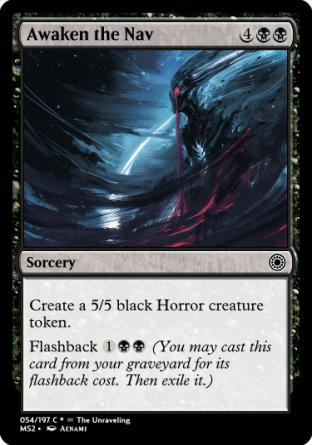 Awaken the Nav 4
Sorcery
Create a 5/5 black Horror creature
token.
Flashback 1 (You may cast this
card from your graveyard for its
flashback cost. Then exile it.)
054/197 C * ∞ The Unraveling
MS2 • Aenami